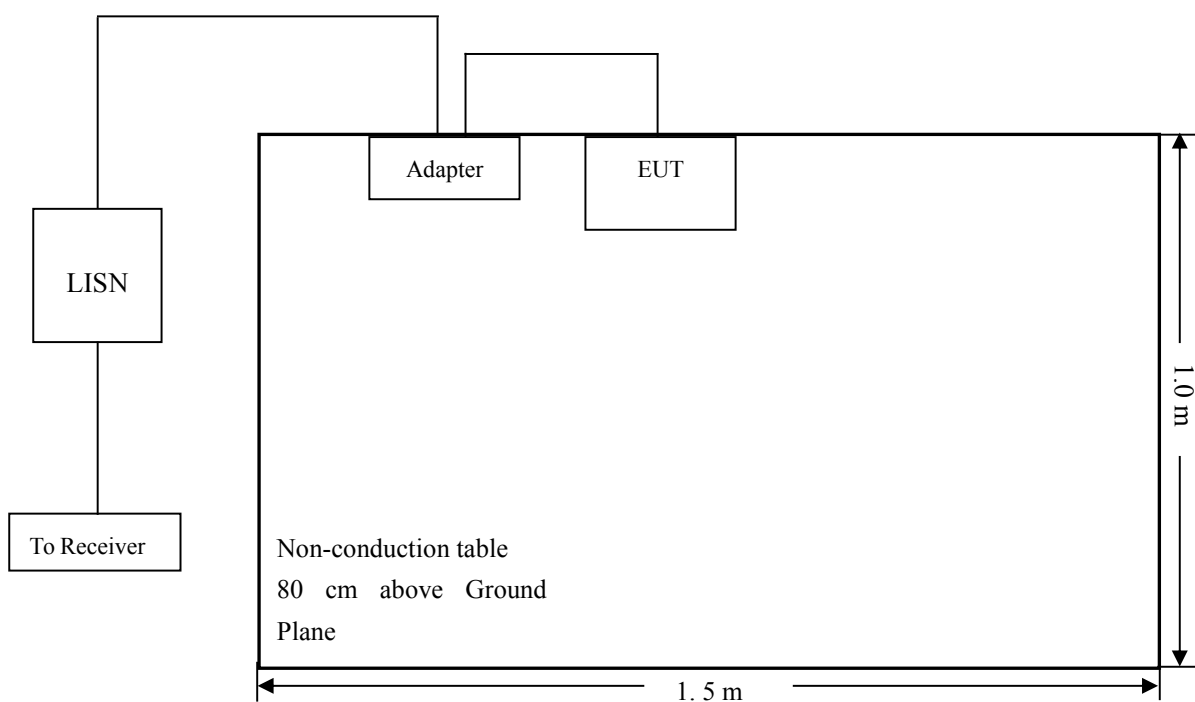 Adapter
EUT
LISN
To Receiver
Non-conduction table
80 cm above Ground
Plane
1.0 m
1. 5 m